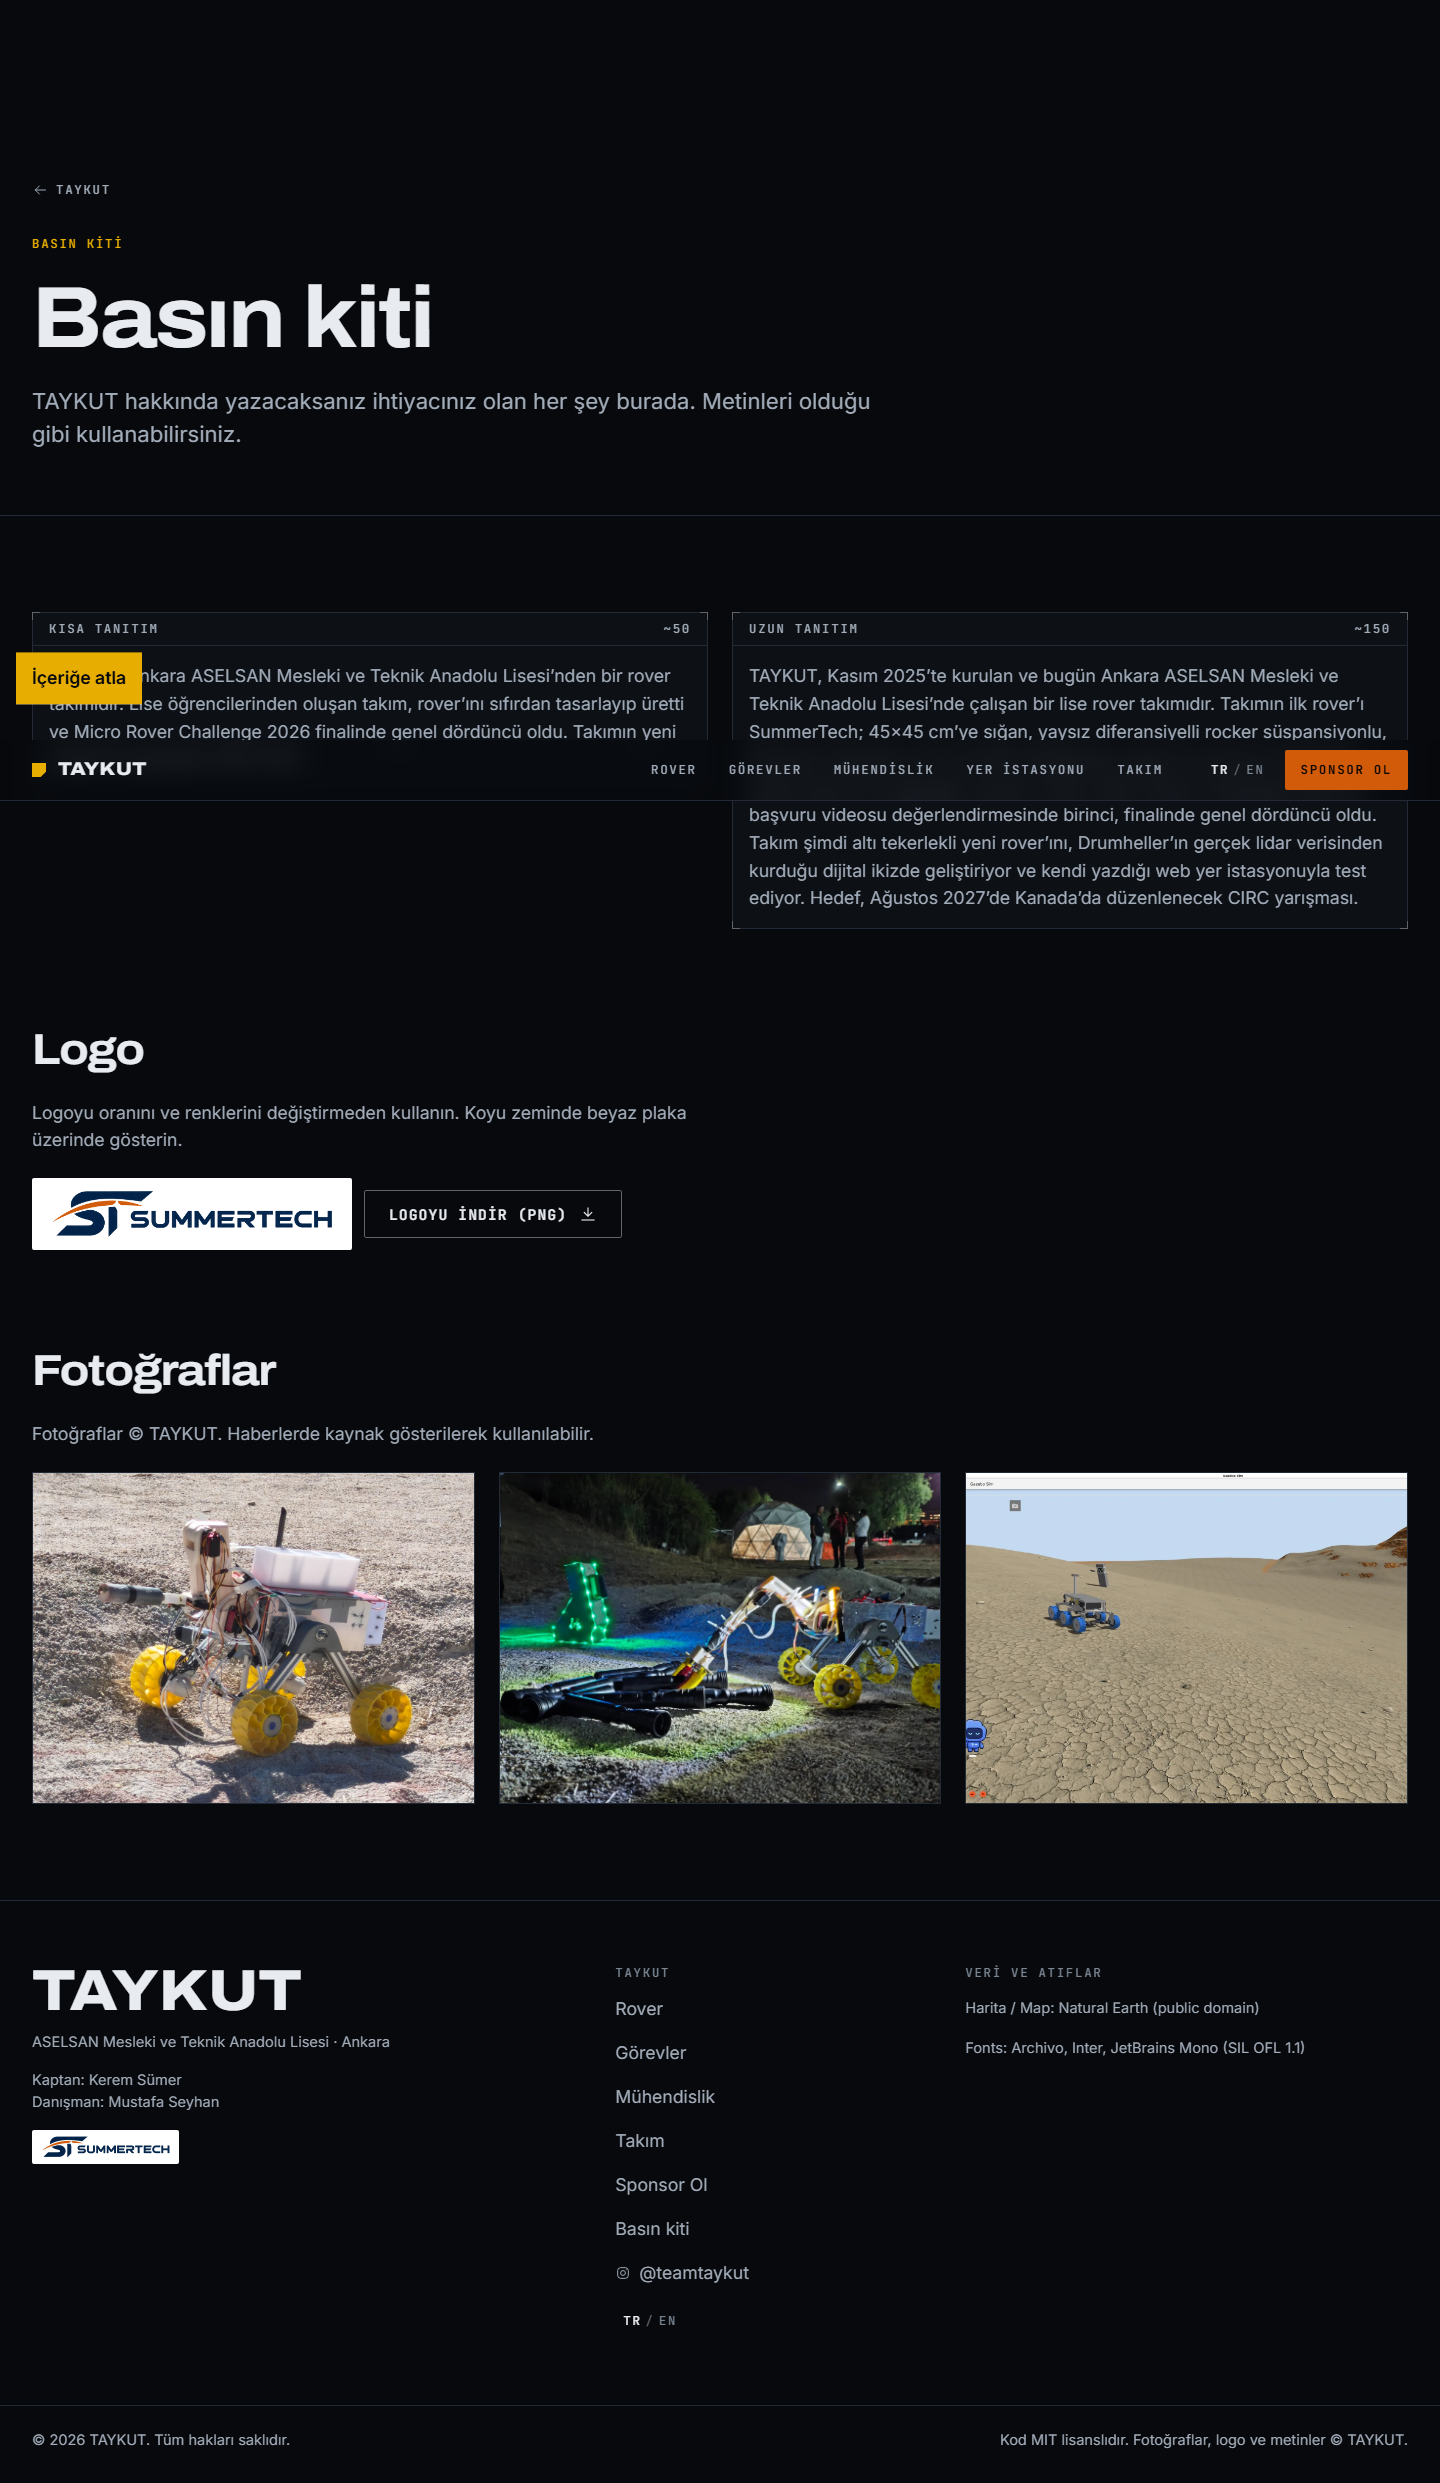 ← TAYKUT
BASIN KİTİ
Basın kiti
TAYKUT hakkında yazacaksanız ihtiyacınız olan her şey burada. Metinleri olduğu
gibi kullanabilirsiniz.
KISA TANITIM ~50
İçeriğe atla
ASELSAN Mesleki ve Teknik Anadolu Lisesi’nden bir rover
Lise öğrencilerinden oluşan takım, rover’ını sıfırdan tasarlayıp üretti
ve Micro Rover Challenge 2026 finalinde genel dördüncü oldu. Takımın yeni
UZUN TANITIM ~150
TAYKUT, Kasım 2025’te kurulan ve bugün Ankara ASELSAN Mesleki ve
Teknik Anadolu Lisesi’nde çalışan bir lise rover takımıdır. Takımın ilk rover’ı
SummerTech; 45×45 cm’ye sığan, yaysız diferansiyelli rocker süspansiyonlu,
TAYKUT ROVER GÖREVLER MÜHENDİSLİK YER İSTASYONU TAKIM TR / EN SPONSOR OL
başvuru videosu değerlendirmesinde birinci, finalinde genel dördüncü oldu.
Takım şimdi altı tekerlekli yeni rover’ını, Drumheller’ın gerçek lidar verisinden
kurduğu dijital ikizde geliştiriyor ve kendi yazdığı web yer istasyonuyla test
ediyor. Hedef, Ağustos 2027’de Kanada’da düzenlenecek CIRC yarışması.
Logo
Logoyu oranını ve renklerini değiştirmeden kullanın. Koyu zeminde beyaz plaka
üzerinde gösterin.
ST SUMMERTECH
LOGOYU İNDİR (PNG)
Fotoğraflar
Fotoğraflar © TAYKUT. Haberlerde kaynak gösterilerek kullanılabilir.
Gazebo Sim
TAYKUT
ASELSAN Mesleki ve Teknik Anadolu Lisesi · Ankara
Kaptan: Kerem Sümer
Danışman: Mustafa Seyhan
ST SUMMERTECH
TAYKUT
Rover
Görevler
Mühendislik
Takım
Sponsor Ol
Basın kiti
@teamtaykut
TR / EN
VERİ VE ATIFLAR
Harita / Map: Natural Earth (public domain)
Fonts: Archivo, Inter, JetBrains Mono (SIL OFL 1.1)
© 2026 TAYKUT. Tüm hakları saklıdır.
Kod MIT lisanslıdır. Fotoğraflar, logo ve metinler © TAYKUT.